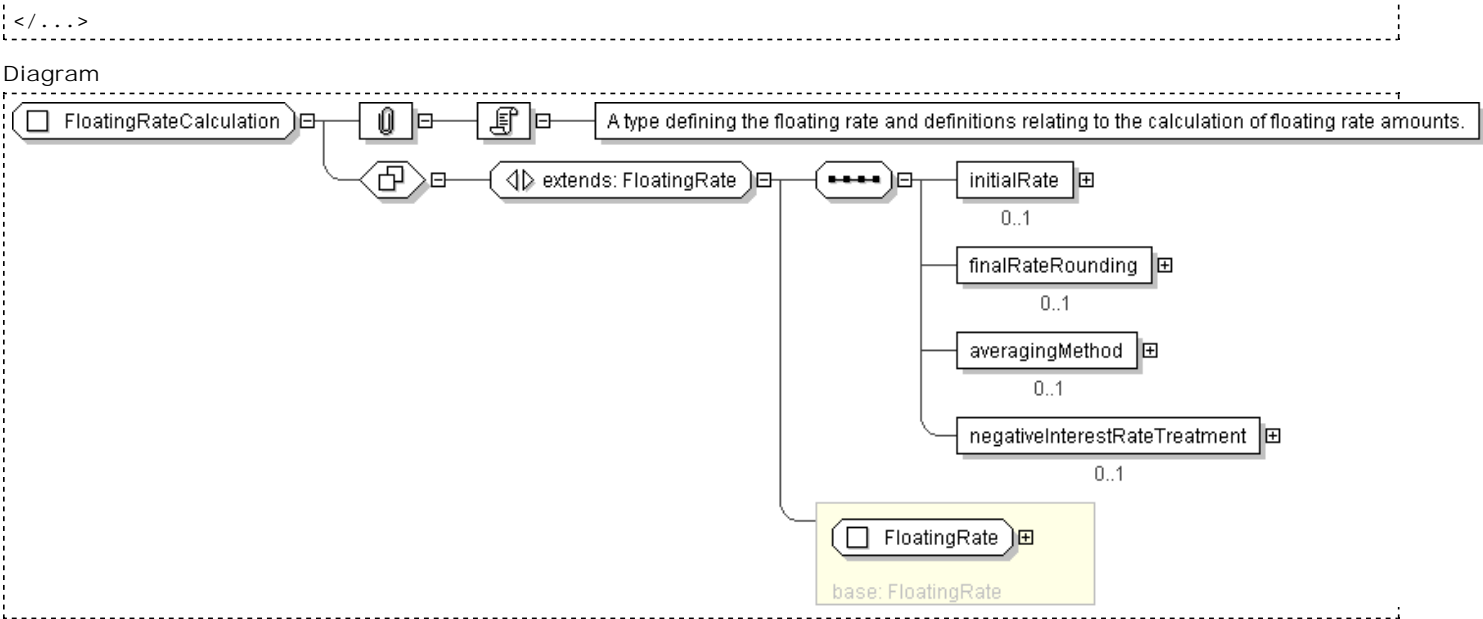 </...>
Diagram
FloatingRateCalculation
A type defining the floating rate and definitions relating to the calculation of floating rate amounts.
extends: FloatingRate
initialRate
0..1
finalRateRounding
0..1
averagingMethod
0..1
negativeInterestRateTreatment
0..1
FloatingRate
base: FloatingRate